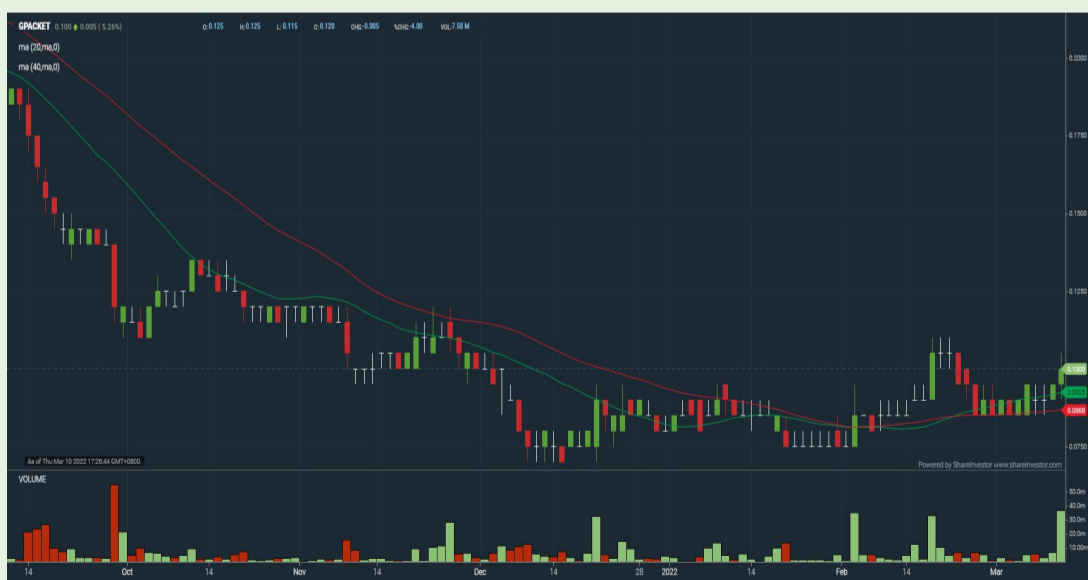 GPACKET 0.100 0.005 ( 5.26%) O: 0.125 H: 0.125 L: 0.115 C: 0.120 CHG: -0.005 %CHG: -4.00 VOL: 7.58 M
ma (20,ma,0)
ma (40,ma,0)
0.2000
0.1750
0.1500
0.1250
0.1000
0.0868
0.0750
As of Thu Mar 10 2022 17:26:44 GMT+0800.
Powered by ShareInvestor www.shareinvestor.com
VOLUME
50.0m
40.0m
30.0m
20.0m
10.00m
14 Oct 14 Nov 14 Dec 14 28 2022 14 Feb 14 Mar